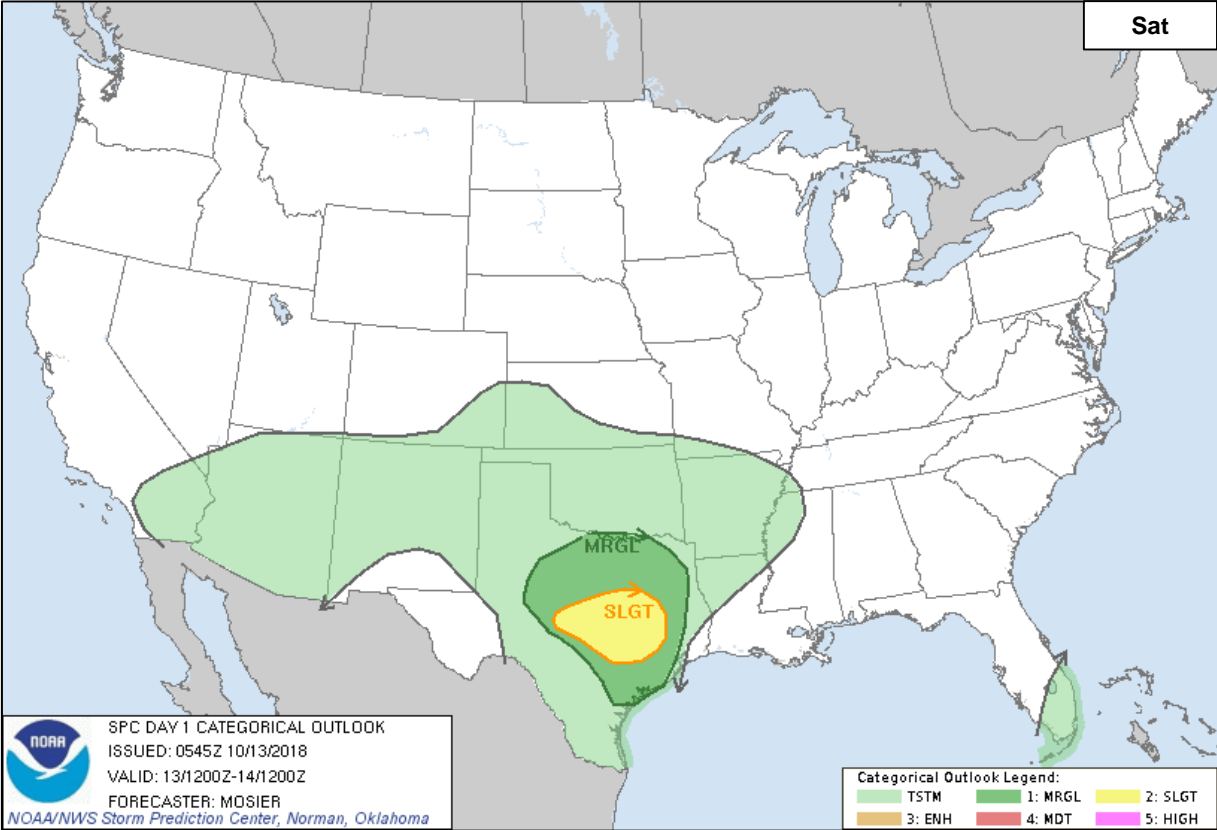 Sat
MRGL
SLGT
NOAA
SPC DAY 1 CATEGORICAL OUTLOOK
ISSUED: 0545Z 10/13/2018
VALID: 13/1200Z-14/1200Z
FORECASTER: MOSIER
NOAA/NWS Storm Prediction Center, Norman, Oklahoma
Categorical Outlook Legend:
TSTM 1: MRGL 2: SLGT
3: ENH 4: MDT 5: HIGH